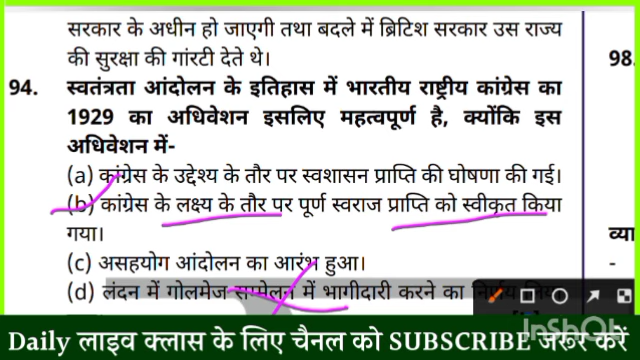 सरकार के अधीन हो जाएगी तथा बदले में ब्रिटिश सरकार उस राज्य
की सुरक्षा की गांरटी देते थे।
98.
94. स्वतंत्रता आंदोलन के इतिहास में भारतीय राष्ट्रीय कांग्रेस का
1929 का अधिवेशन इसलिए महत्वपूर्ण है, क्योंकि इस
अधिवेशन में-
(a) कांग्रेस के उद्देश्य के तौर पर स्वशासन प्राप्ति की घोषणा की गई।
(b) कांग्रेस के लक्ष्य के तौर पर पूर्ण स्वराज प्राप्ति को स्वीकृत किया
गया।
व्या
(c) असहयोग आंदोलन का आरंभ हुआ।
-
(d) लंदन में गोलमेज सम्मेलन में भागीदारी करने का निर्णय लिया
InShOt
Daily लाइव क्लास के लिए चैनल को SUBSCRIBE जरूर करें